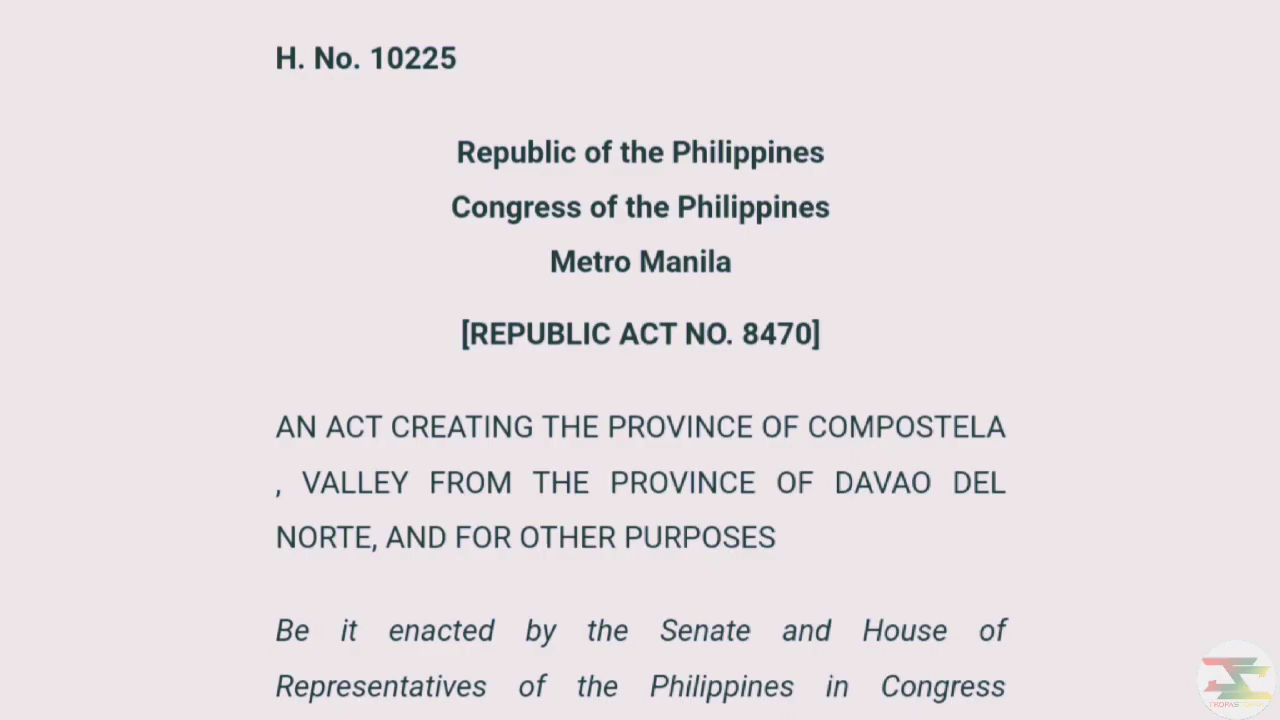 H. No. 10225
Republic of the Philippines
Congress of the Philippines
Metro Manila
[REPUBLIC ACT NO. 8470]
AN ACT CREATING THE PROVINCE OF COMPOSTELA
, VALLEY FROM THE PROVINCE OF DAVAO DEL
NORTE, AND FOR OTHER PURPOSES
Be it enacted by the Senate and House of
Representatives of the Philippines in Congress